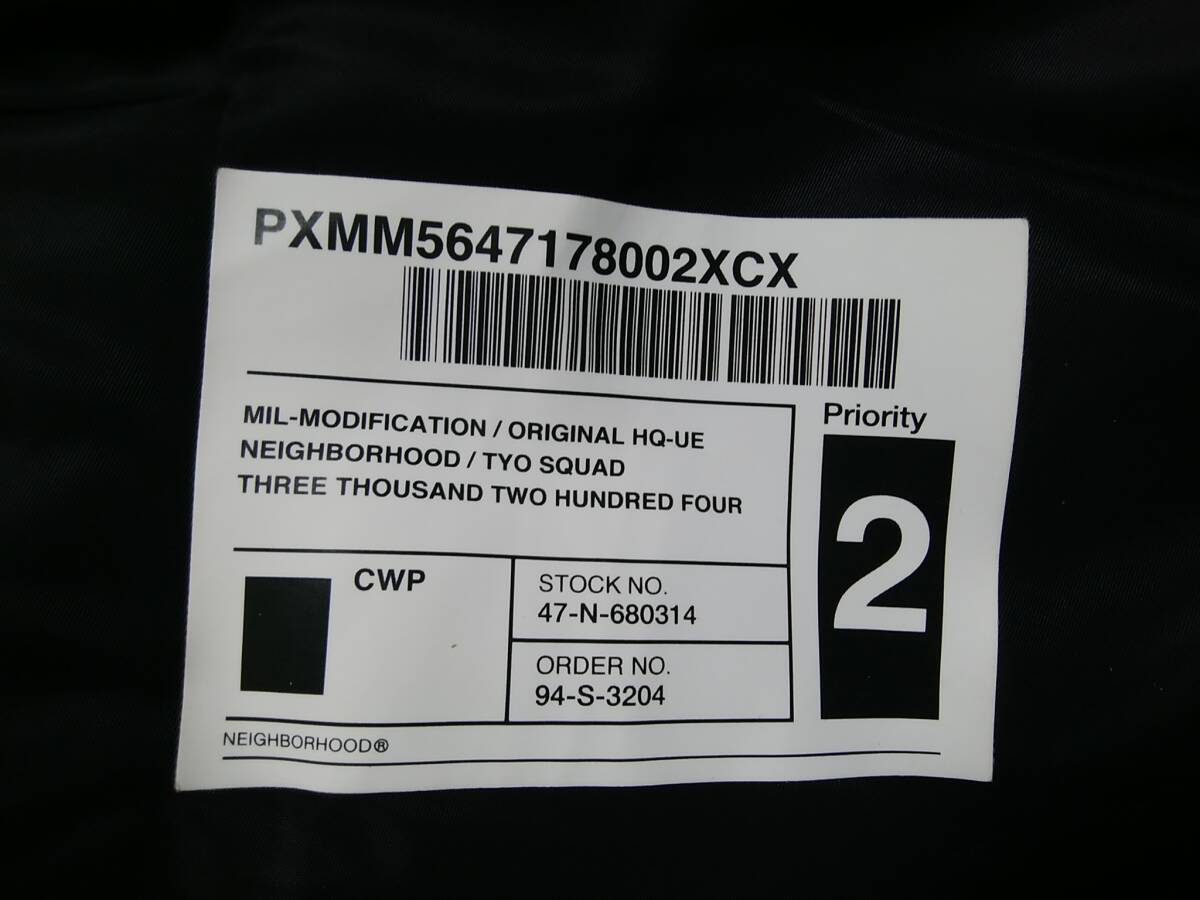 PXMM5647178002XCX
MIL-MODIFICATION / ORIGINAL HQ-UE
NEIGHBORHOOD / TYO SQUAD
THREE THOUSAND TWO HUNDRED FOUR
Priority
2
CWP
STOCK NO.
47-N-680314
ORDER NO.
94-S-3204
NEIGHBORHOOD®